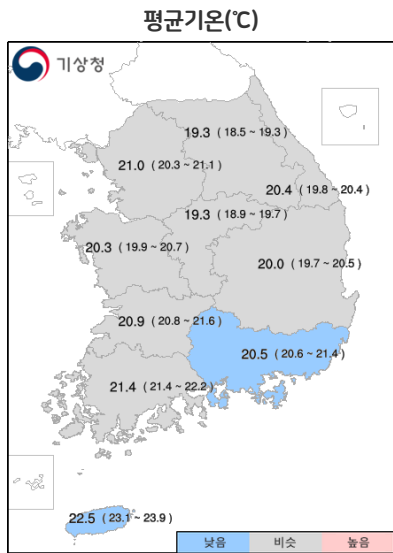 평균기온(℃)
기상청
19.3 ( 18.5 ~ 19.3)
21.0 ( 20.3 ~ 21.1)
20.4 ( 19.8 ~ 20.4)
19.3 ( 18.9 ~ 19.7)
20.3 ( 19.9 ~ 20.7)
20.0 ( 19.7 ~ 20.5)
20.9 ( 20.8 ~ 21.6)
20.5 ( 20.6 ~ 21.4)
21.4 ( 21.4 ~ 22.2)
22.5 ( 23.1 ~ 23.9 )
낮음 비슷 높음